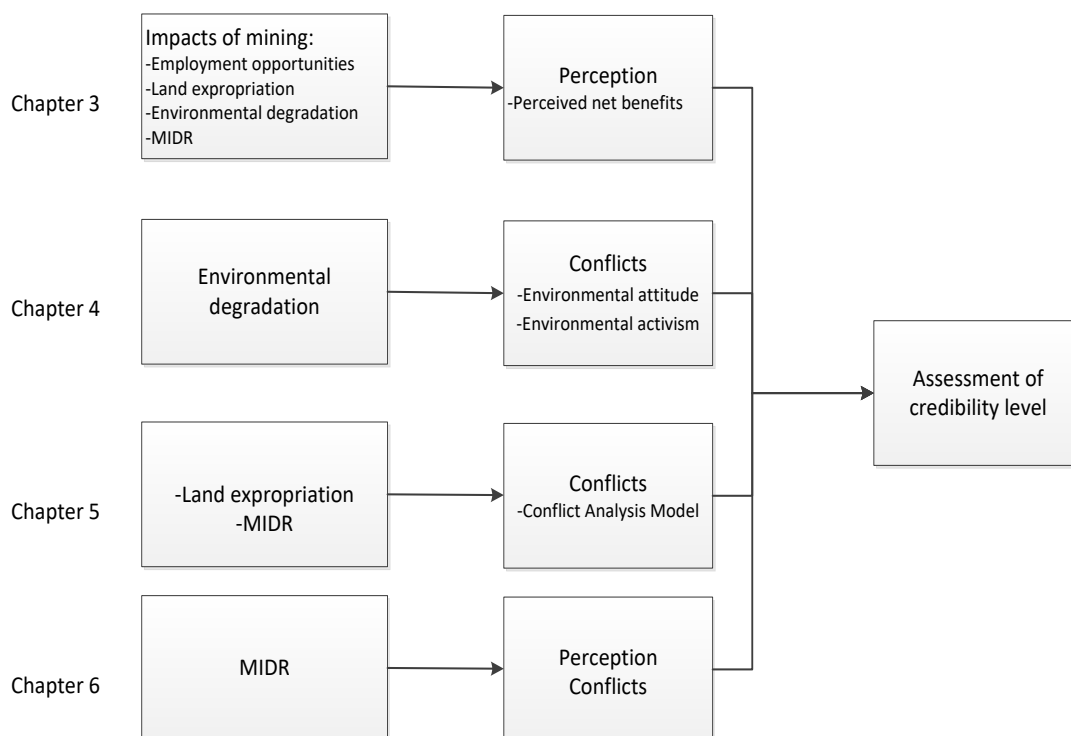 Chapter 3
Impacts of mining:
-Employment opportunities
-Land expropriation
-Environmental degradation
-MIDR
Perception
-Perceived net benefits
Chapter 4
Environmental
degradation
Conflicts
-Environmental attitude
-Environmental activism
Assessment of
credibility level
Chapter 5
-Land expropriation
-MIDR
Conflicts
-Conflict Analysis Model
Chapter 6
MIDR
Perception
Conflicts